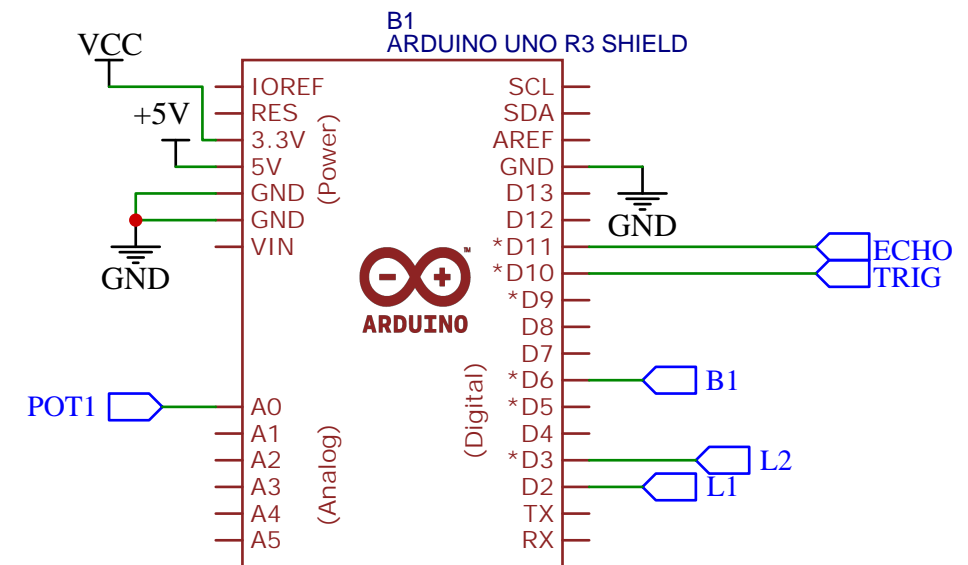 B1
ARDUINO UNO R3 SHIELD
VCC
+5V
IOREF
RES
3.3V
5V
GND
GND
VIN
(Power)
GND
POT1
A0
A1
A2
A3
A4
A5
(Analog)
™
ARDUINO
SCL
SDA
AREF
GND
D13
D12
*D11
*D10
*D9
D8
D7
*D6
*D5
D4
*D3
D2
TX
RX
(Digital)
GND
ECHO
TRIG
B1
L2
L1